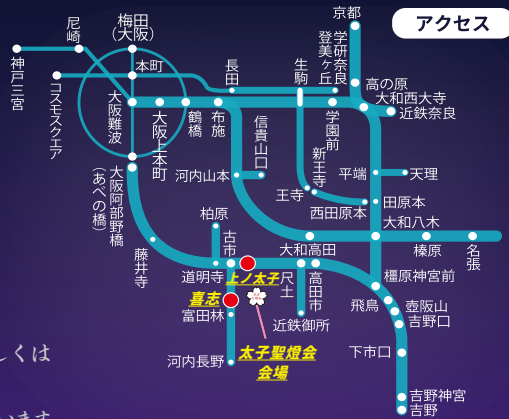 アクセス
京都
梅田
（大阪）
尼崎
神戸三宮
コスモスクエア
本町
長田
生駒
学研奈良
登美ヶ丘
高の原
大和西大寺
近鉄奈良
大阪難波
大阪上本町
鶴橋
布施
信貴山口
学園前
新王寺
河内山本
王寺
西田原本
平端
天理
田原本
大阪阿部野橋
（あべの橋）
柏原
古市
藤井寺
道明寺
上ノ太子
尺土
高田市
大和高田
大和八木
榛原
名張
橿原神宮前
喜志
富田林
近鉄御所
飛鳥
壺阪山
吉野口
下市口
河内長野
太子聖燈会
会場
吉野神宮
吉野
しくは
います